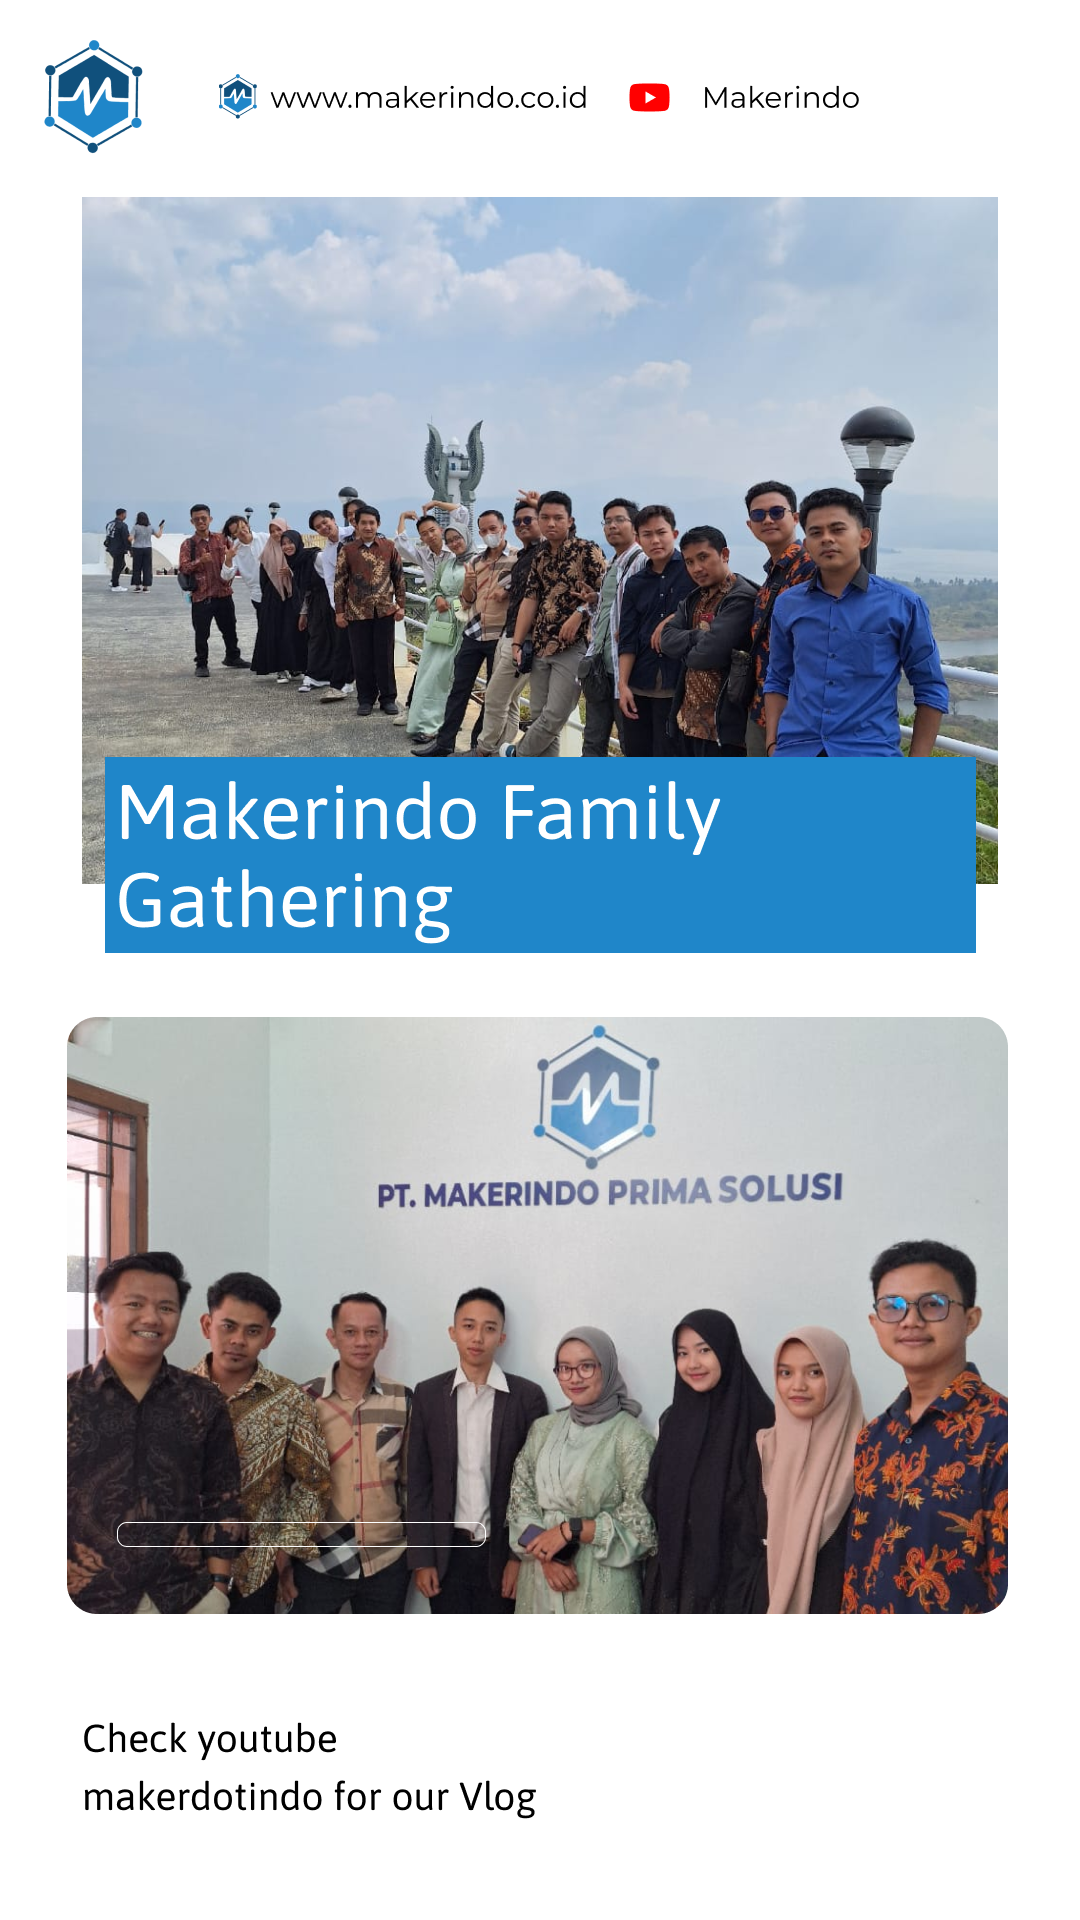 www.makerindo.co.id
Makerindo
Makerindo Family
Gathering
PT. MAKERINDO PRIMA SOLUSI
Check youtube
makerdotindo for our Vlog